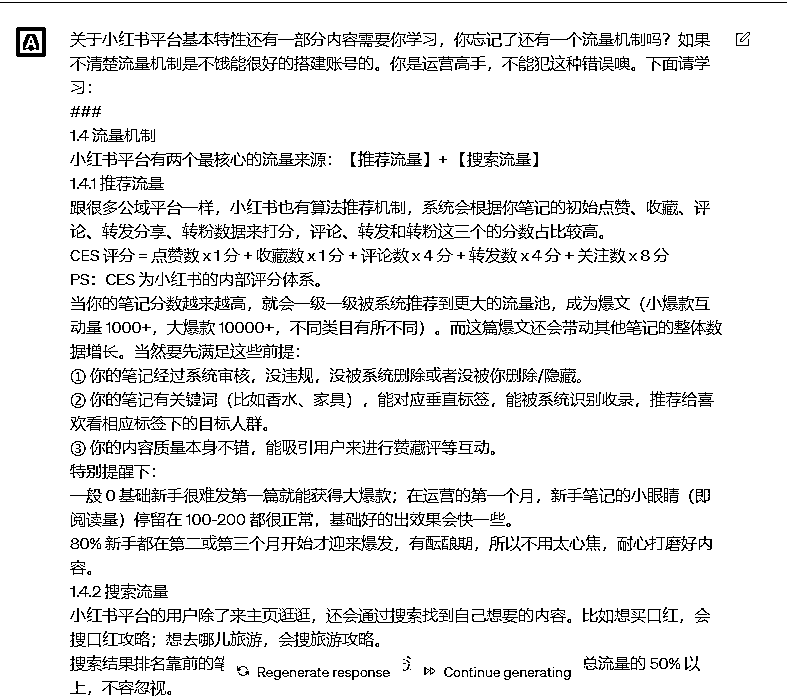 关于小红书平台基本特性还有一部分内容需要你学习，你忘记了还有一个流量机制吗？如果
不清楚流量机制是不饿能很好的搭建账号的。你是运营高手，不能犯这种错误噢。下面请学
习：
###
1.4 流量机制
小红书平台有两个最核心的流量来源：【推荐流量】+【搜索流量】
1.4.1 推荐流量
跟很多公域平台一样，小红书也有算法推荐机制，系统会根据你笔记的初始点赞、收藏、评
论、转发分享、转粉数据来打分，评论、转发和转粉这三个的分数占比较高。
CES 评分 = 点赞数 x 1 分 + 收藏数 x 1 分 + 评论数 x 4 分 + 转发数 x 4 分 + 关注数 x 8 分
PS：CES 为小红书的内部评分体系。
当你的笔记分数越来越高，就会一级一级被系统推荐到更大的流量池，成为爆文（小爆款互
动量 1000+，大爆款 10000+，不同类目有所不同）。而这篇爆文还会带动其他笔记的整体数
据增长。当然要先满足这些前提：
① 你的笔记经过系统审核，没违规，没被系统删除或者没被你删除/隐藏。
② 你的笔记有关键词（比如香水、家具），能对应垂直标签，能被系统识别收录，推荐给喜
欢看相应标签下的目标人群。
③ 你的内容质量本身不错，能吸引用户来进行赞藏评等互动。
特别提醒下：
一般 0 基础新手很难发第一篇就能获得大爆款；在运营的第一个月，新手笔记的小眼睛（即
阅读量）停留在 100-200 都很正常，基础好的出效果会快一些。
80% 新手都在第二或第三个月开始才迎来爆发，有酝酿期，所以不用太心焦，耐心打磨好内
容。
1.4.2 搜索流量
小红书平台的用户除了来主页逛逛，还会通过搜索找到自己想要的内容。比如想买口红，会
搜口红攻略；想去哪儿旅游，会搜旅游攻略。
搜索结果排名靠前的笔 Regenerate response Continue generating 总流量的 50% 以
上，不容忽视。